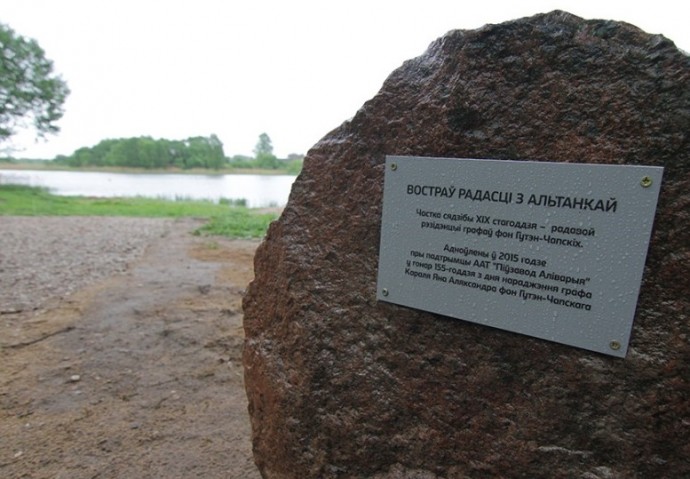 ВОСТРАЎ РАДАСЦІ З АЛЬТАНКАЙ
Частка сядзібы XIX стагоддзя – радавой
рэзідэнцыі графаў фон Гутэн-Чапскіх.
Адноўлены ў 2015 годзе
пры падтрымцы ААТ "Піўзавод Аліварыя"
у гонар 155-годдзя з дня нараджэння графа
Караля Яна Аляксандра фон Гутэн-Чапскага